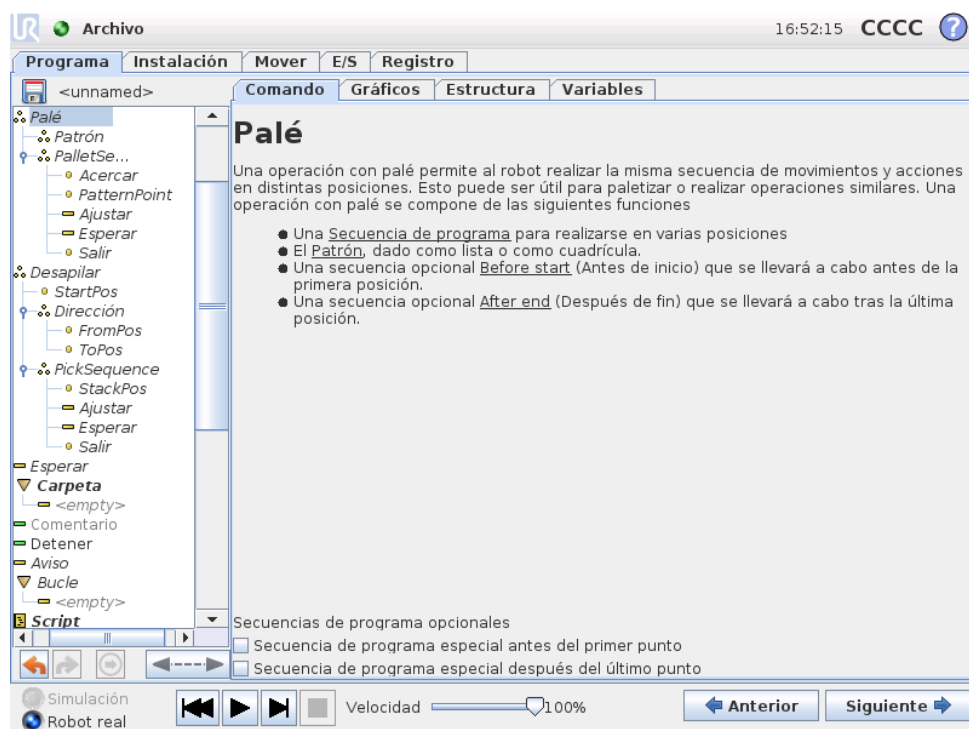 UR Archivo 16:52:15 CCCC ?
Programa Instalación Mover E/S Registro
<unnamed>
Comando Gráficos Estructura Variables
Palé
Patrón
PalletSe...
Acercar
PatternPoint
Ajustar
Esperar
Salir
Desapilar
StartPos
Dirección
FromPos
ToPos
PickSequence
StackPos
Ajustar
Esperar
Salir
Esperar
Carpeta
<empty>
Comentario
Detener
Aviso
Bucle
<empty>
Script
Palé
Una operación con palé permite al robot realizar la misma secuencia de movimientos y acciones
en distintas posiciones. Esto puede ser útil para paletizar o realizar operaciones similares. Una
operación con palé se compone de las siguientes funciones
● Una Secuencia de programa para realizarse en varias posiciones
● El Patrón, dado como lista o como cuadrícula.
● Una secuencia opcional Before start (Antes de inicio) que se llevará a cabo antes de la
primera posición.
● Una secuencia opcional After end (Después de fin) que se llevará a cabo tras la última
posición.
Secuencias de programa opcionales
Secuencia de programa especial antes del primer punto
Secuencia de programa especial después del último punto
Simulación
Robot real
Velocidad 100%
Anterior Siguiente